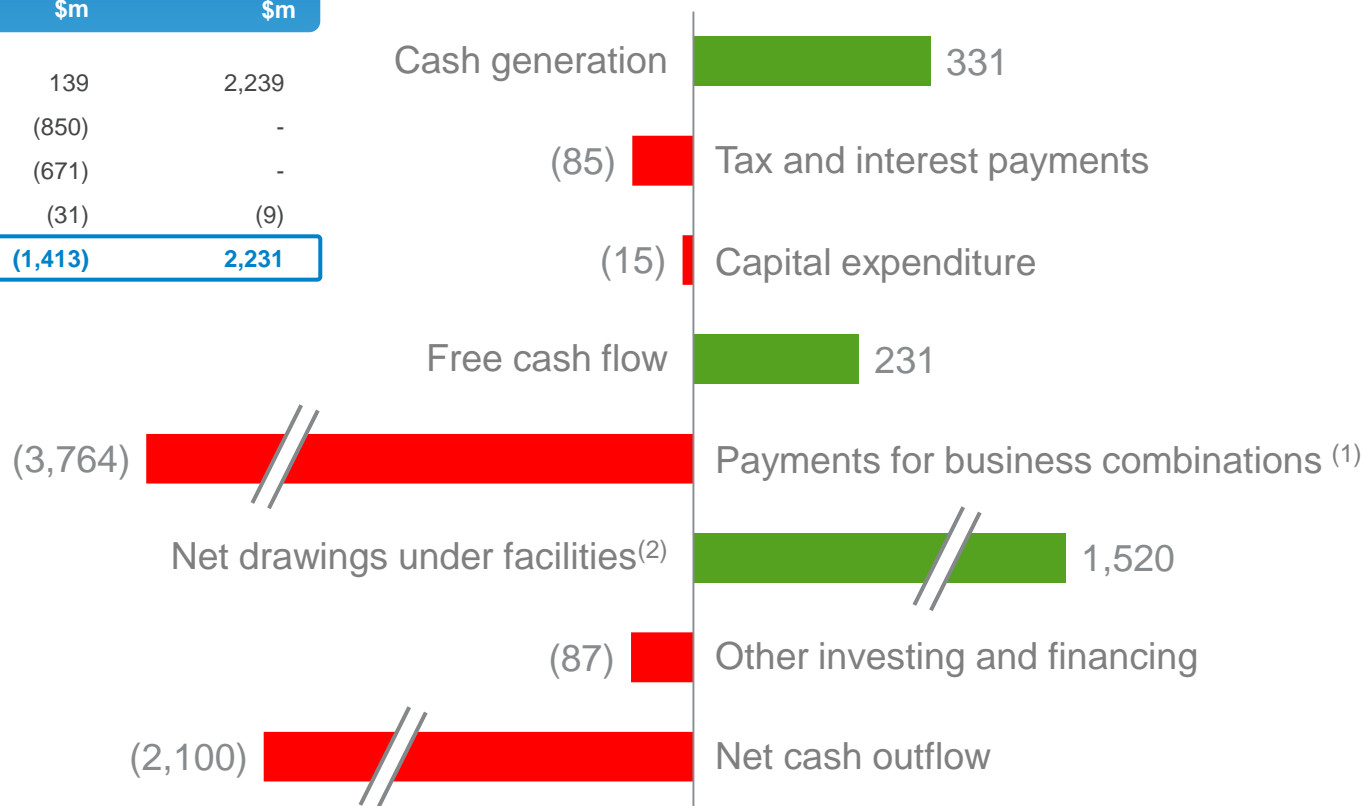 $m $m
139 2,239
(850) -
(671) -
(31) (9)
(1,413) 2,231
Cash generation 331
(85) Tax and interest payments
(15) Capital expenditure
Free cash flow 231
(3,764) Payments for business combinations (1)
Net drawings under facilities(2) 1,520
(87) Other investing and financing
(2,100) Net cash outflow